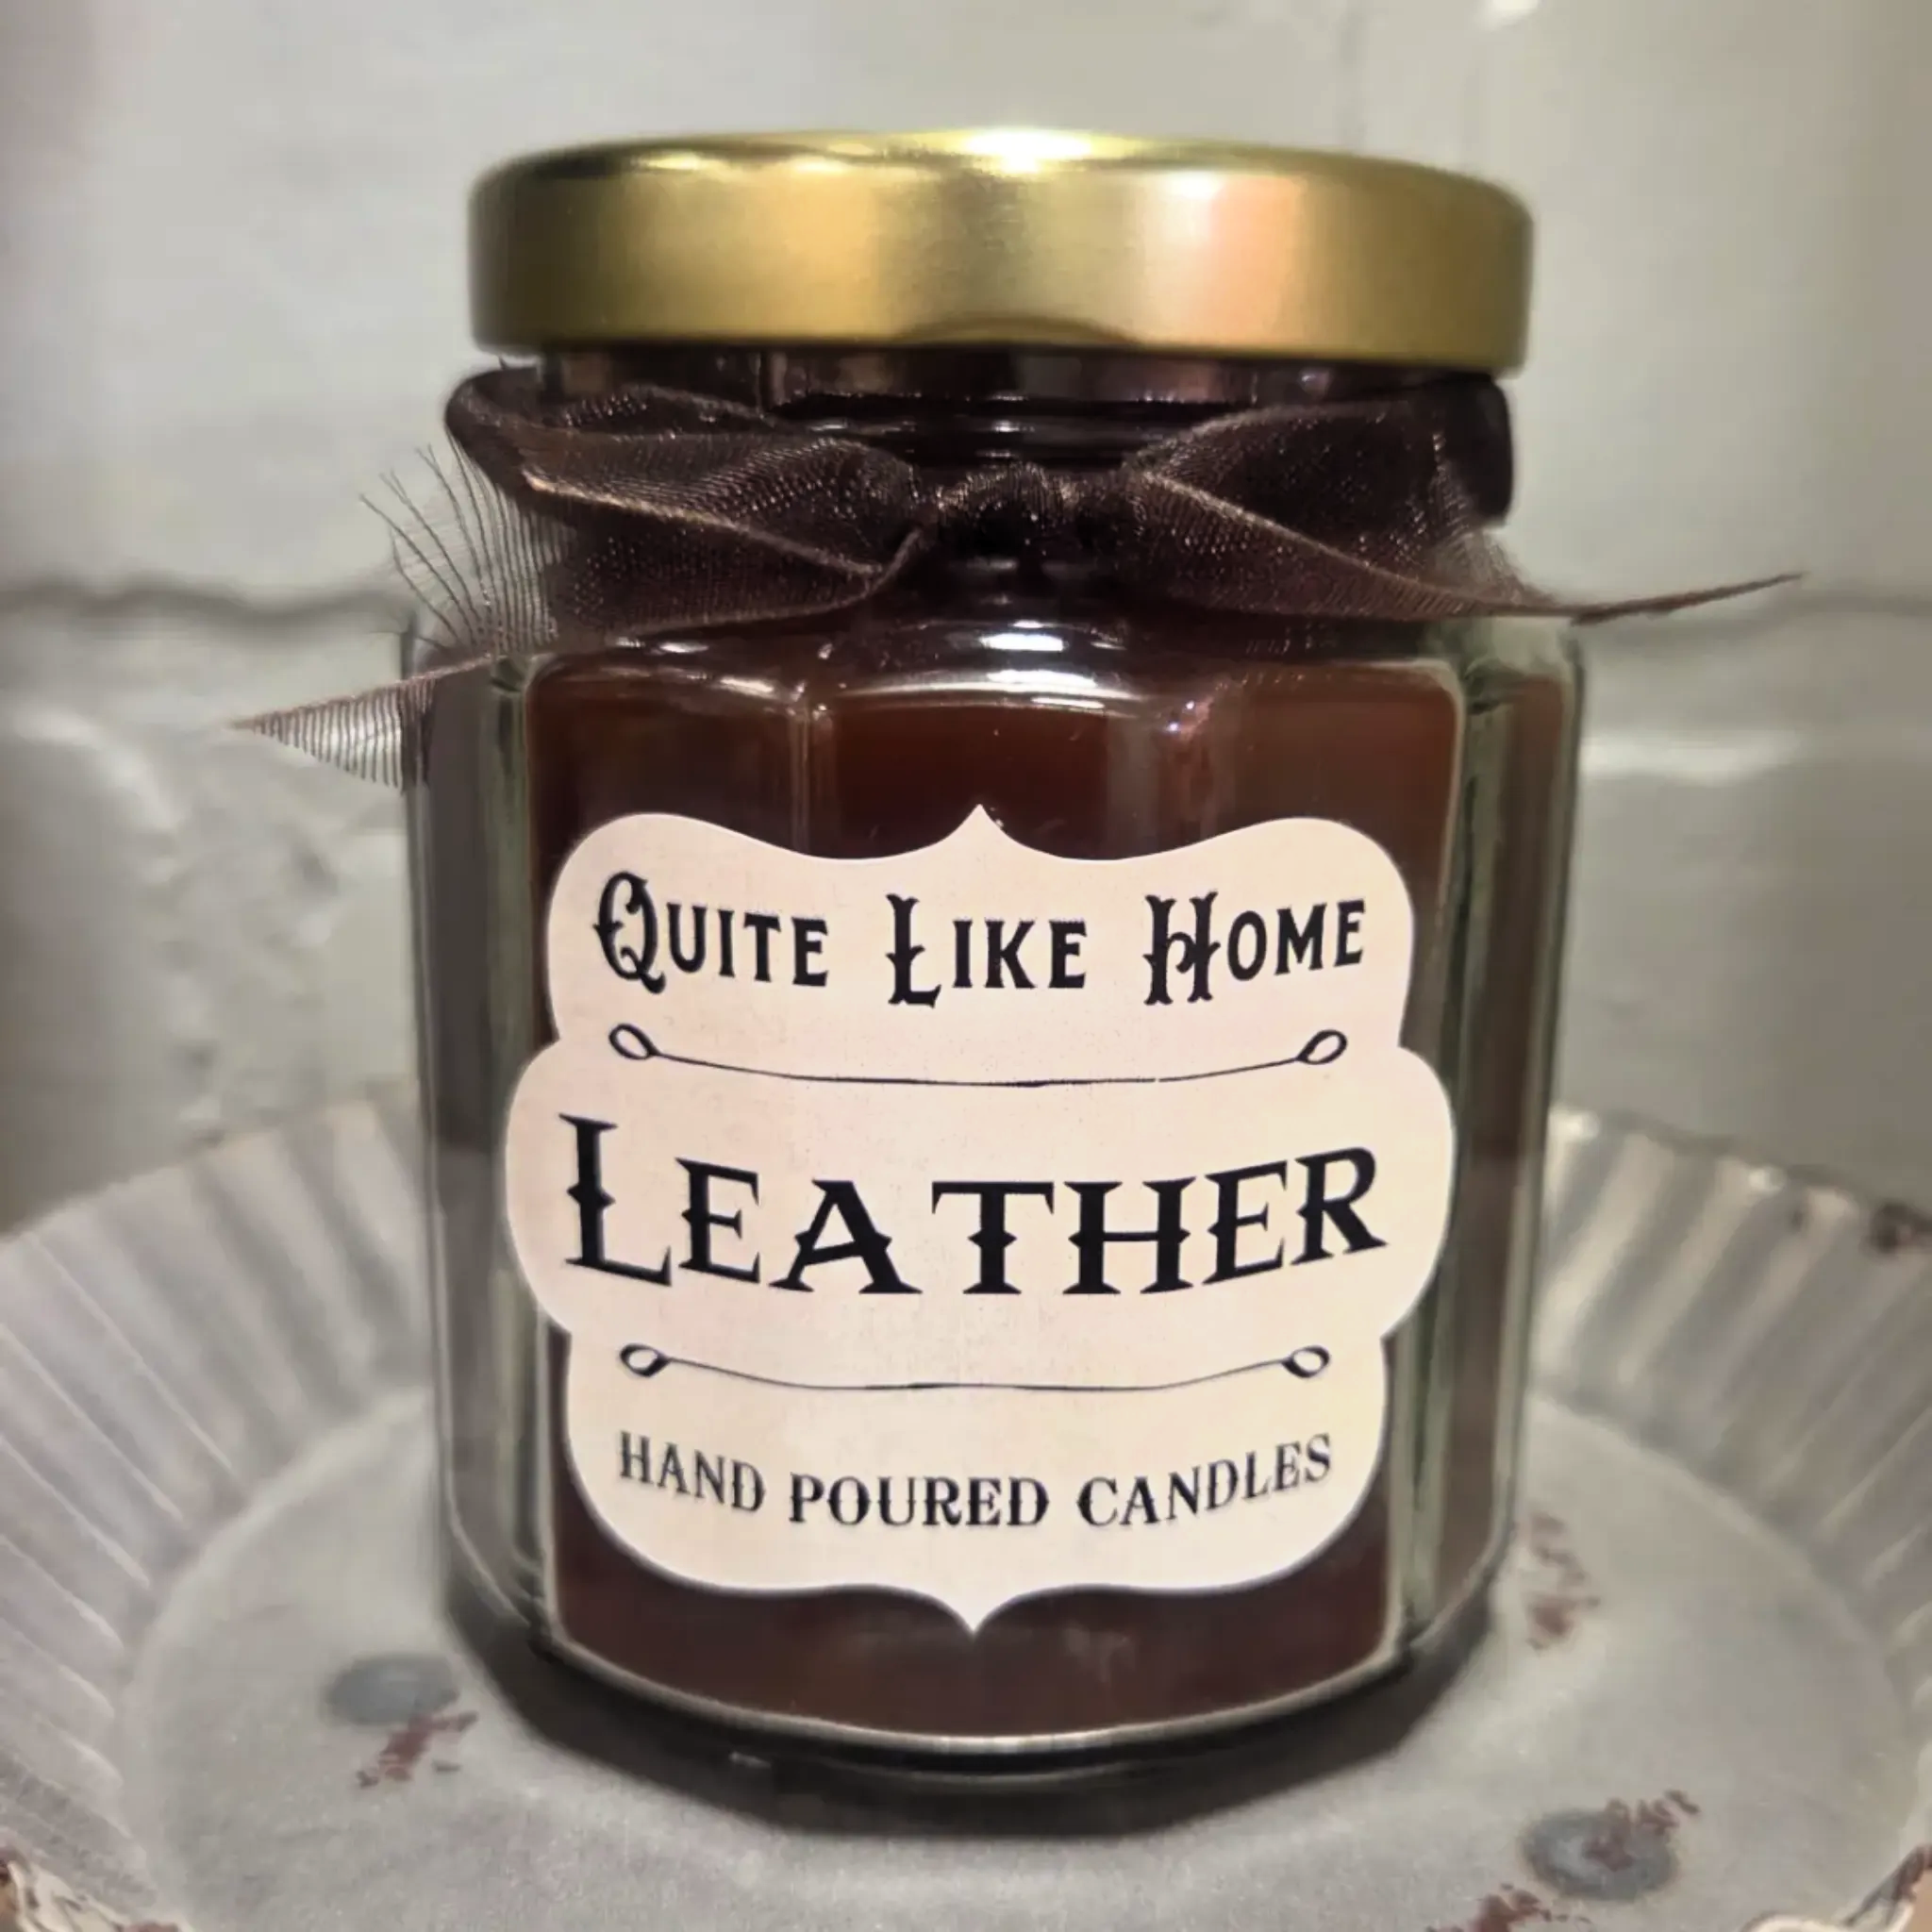 Quite Like Home
Leather
Hand Poured Candles